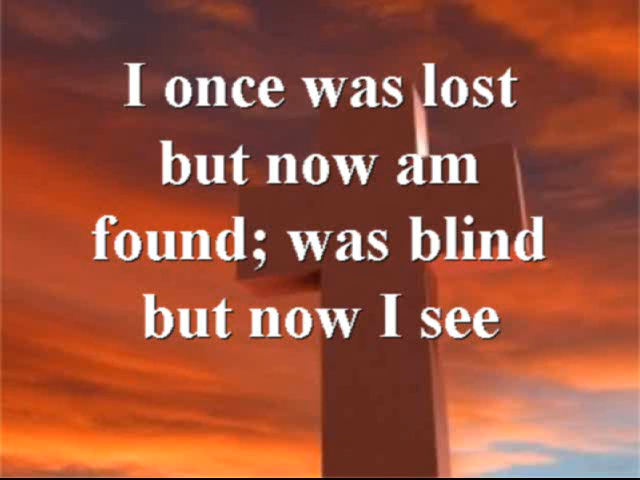 I once was lost
but now am
found; was blind
but now I see